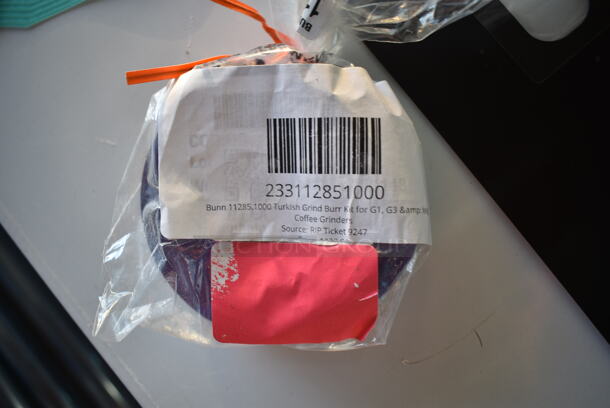 233112851000
Bunn 11285.1000 Turkish Grind Burr Kit for G1, G3 &amp;
Coffee Grinders
Source: RIP Ticket 9247